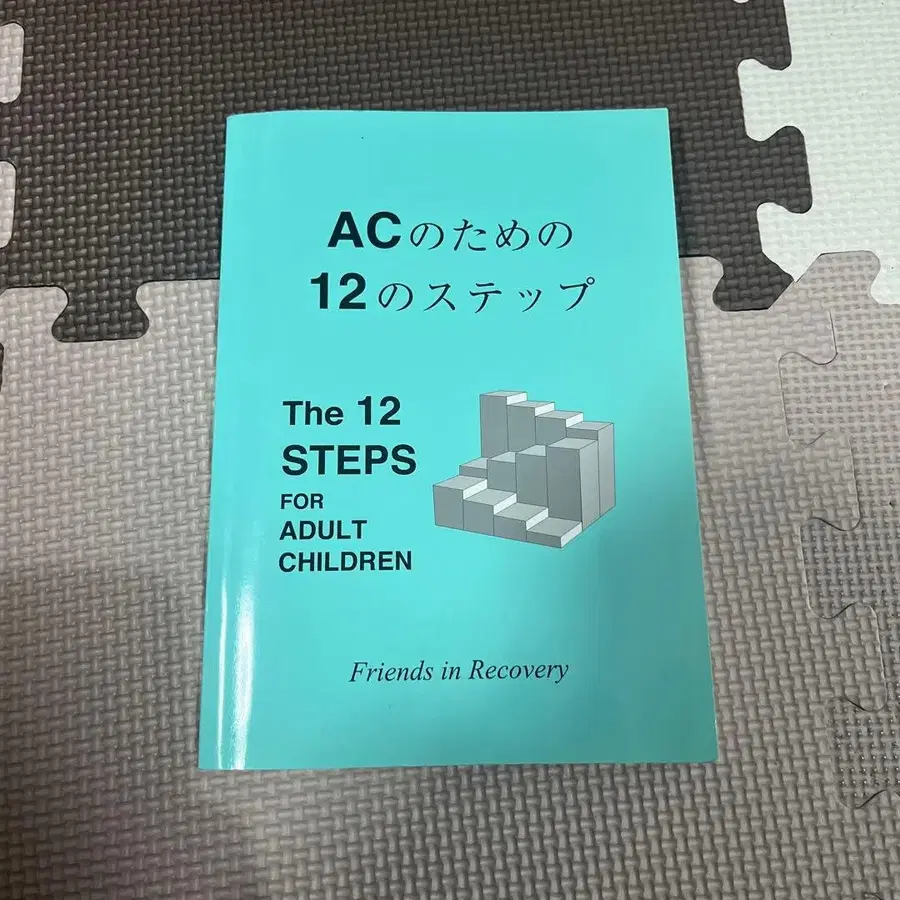 ACのための
12のステップ
The 12
STEPS
FOR
ADULT
CHILDREN
Friends in Recovery